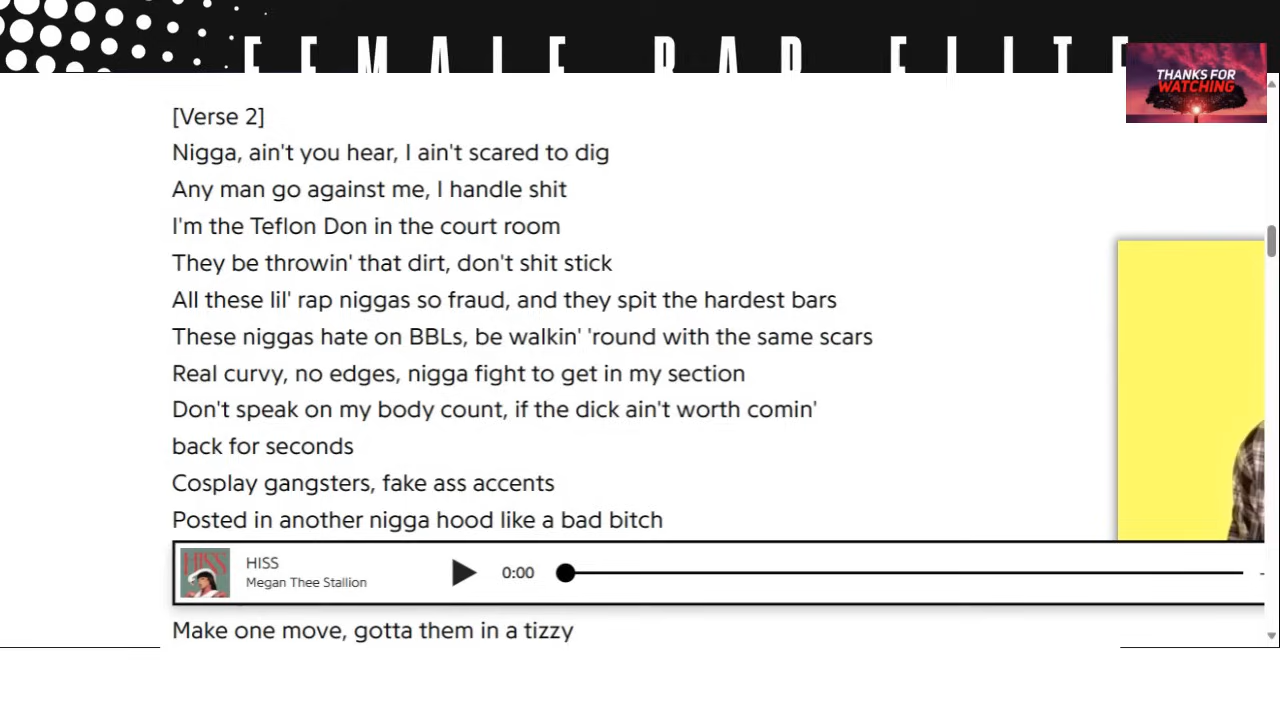 FEMALE RAP ELITE
THANKS FOR
WATCHING
[Verse 2]
Nigga, ain't you hear, I ain't scared to dig
Any man go against me, I handle shit
I'm the Teflon Don in the court room
They be throwin' that dirt, don't shit stick
All these lil' rap niggas so fraud, and they spit the hardest bars
These niggas hate on BBLs, be walkin' 'round with the same scars
Real curvy, no edges, nigga fight to get in my section
Don't speak on my body count, if the dick ain't worth comin'
back for seconds
Cosplay gangsters, fake ass accents
Posted in another nigga hood like a bad bitch
HISS
HISS
Megan Thee Stallion
0:00
Make one move, gotta them in a tizzy